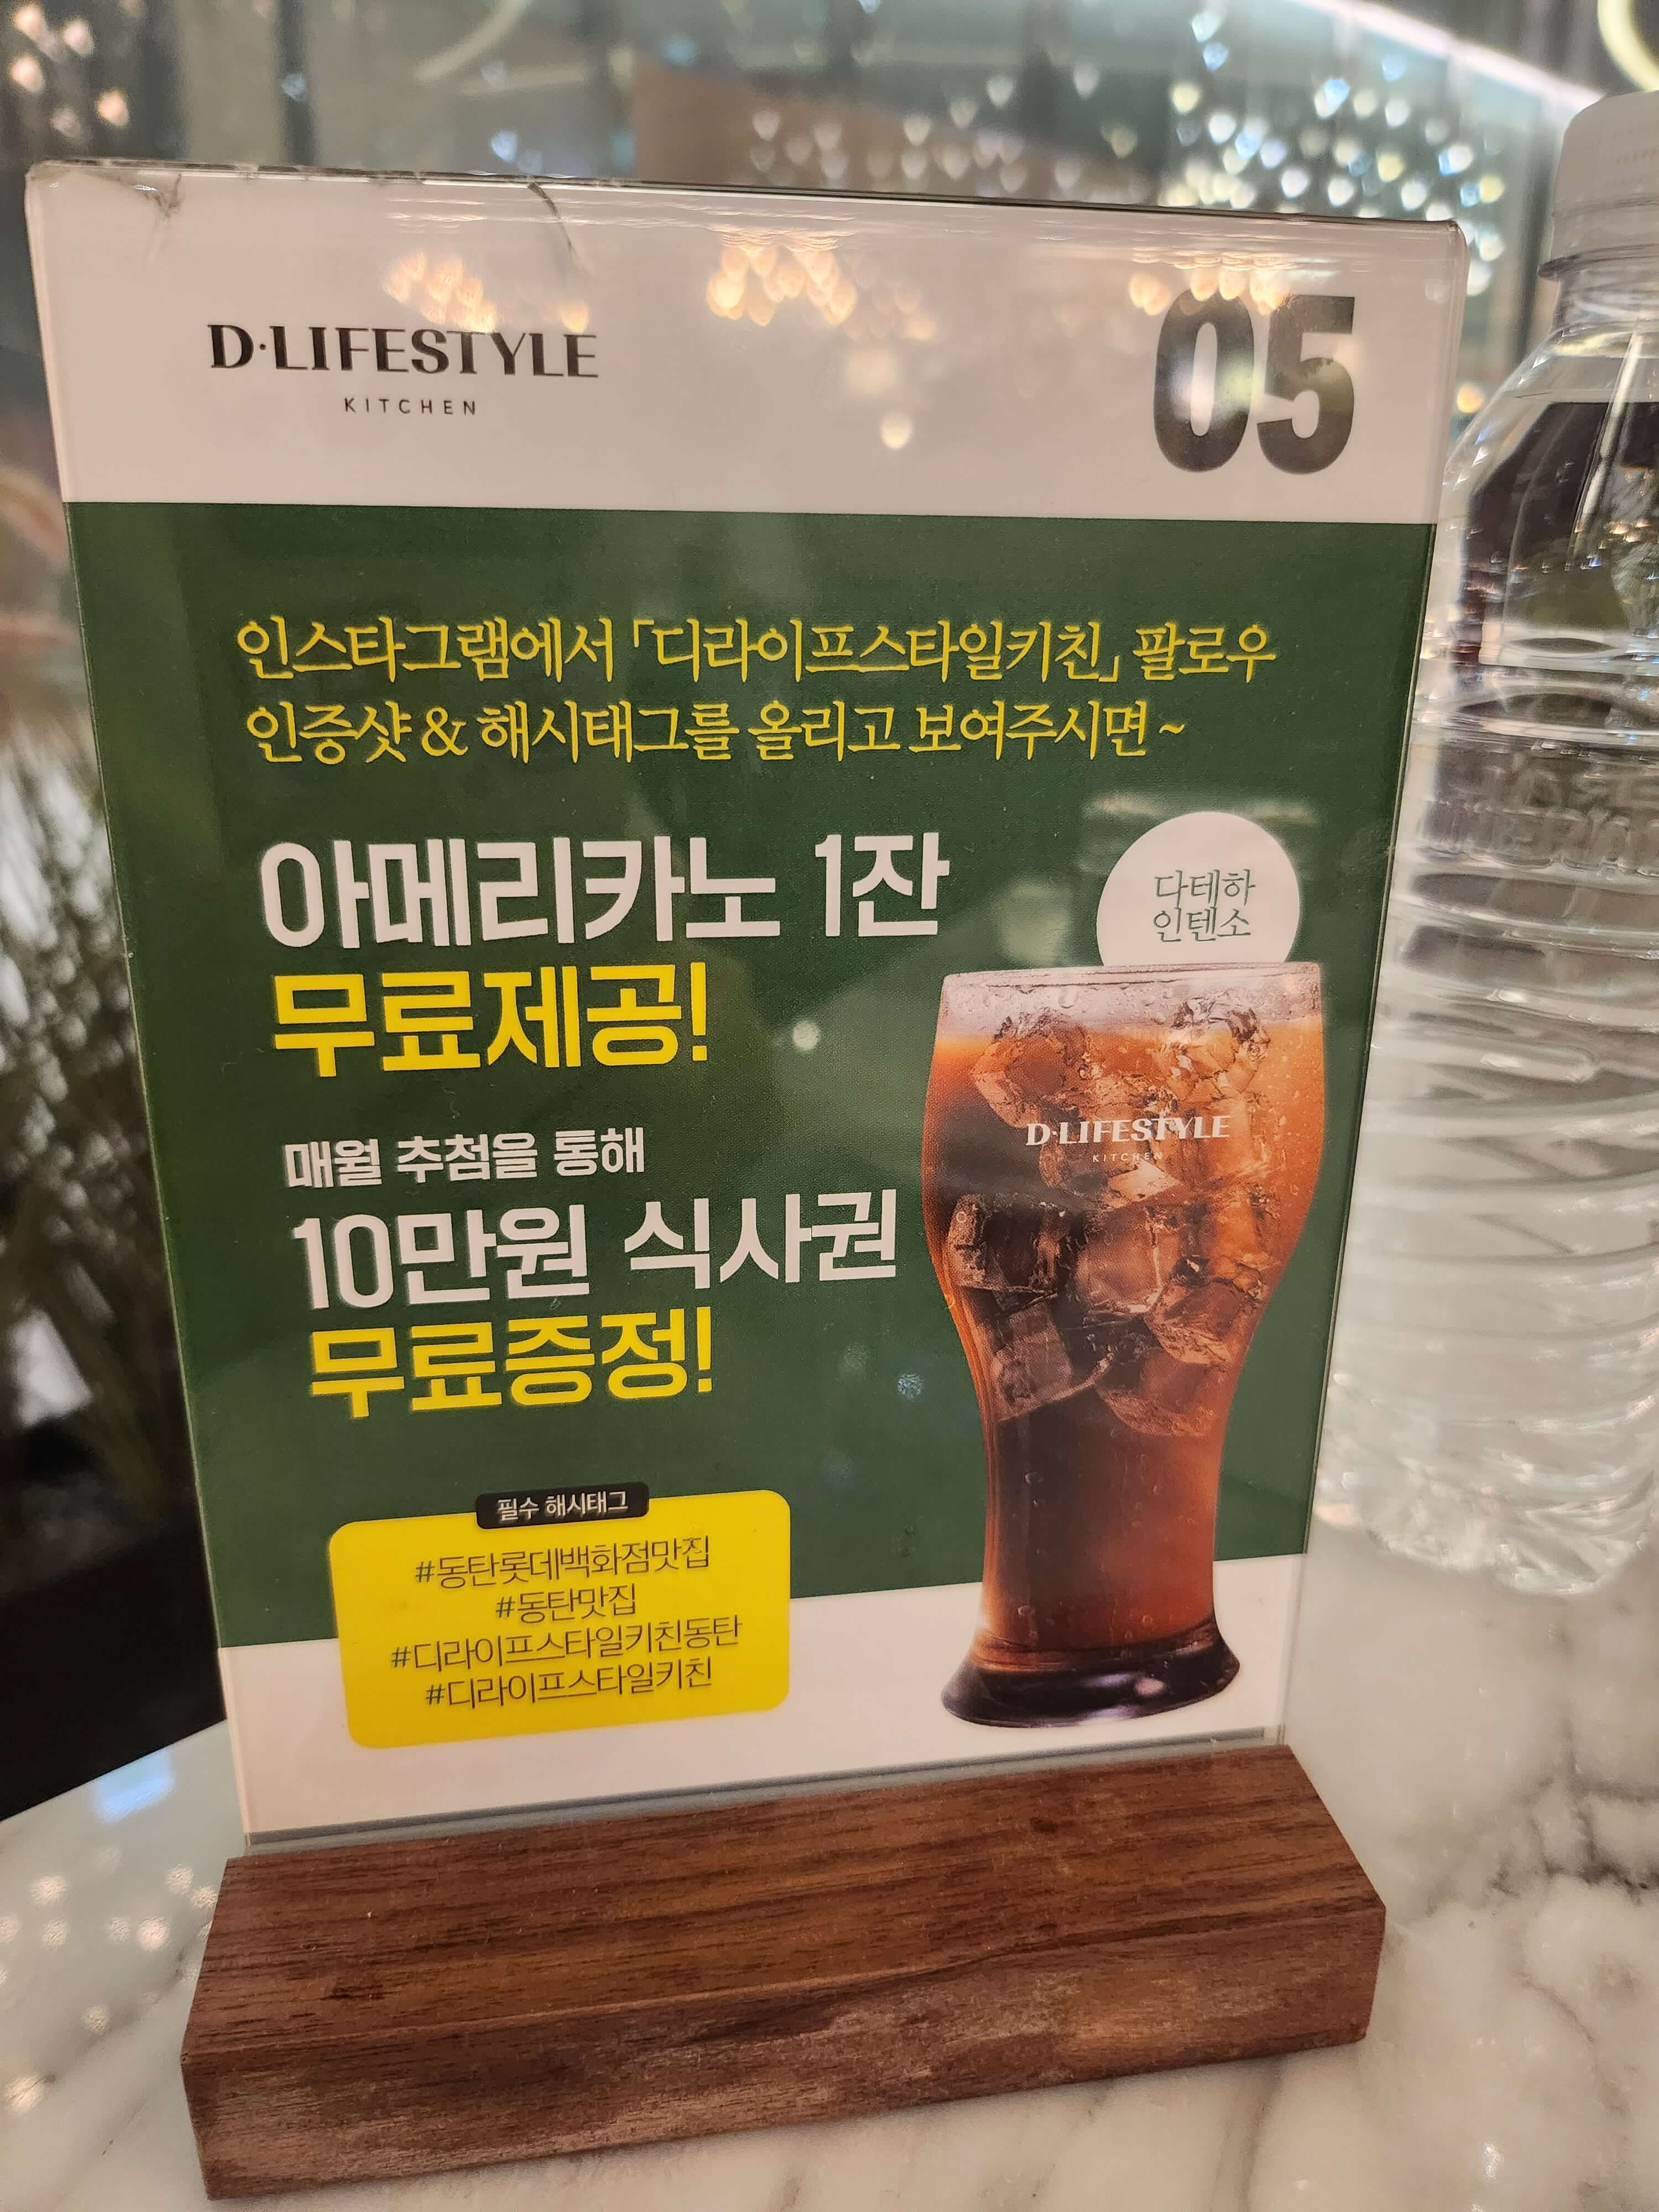 D·LIFESTYLE
KITCHEN
05
인스타그램에서 「디라이프스타일키친」 팔로우
인증샷 & 해시태그를 올리고 보여주시면~
아메리카노 1잔
무료제공!
다테하
인텐소
매월 추첨을 통해
10만원 식사권
무료증정!
D·LIFESTYLE
KITCHEN
필수 해시태그
#동탄롯데백화점맛집
#동탄맛집
#디라이프스타일키친동탄
#디라이프스타일키친